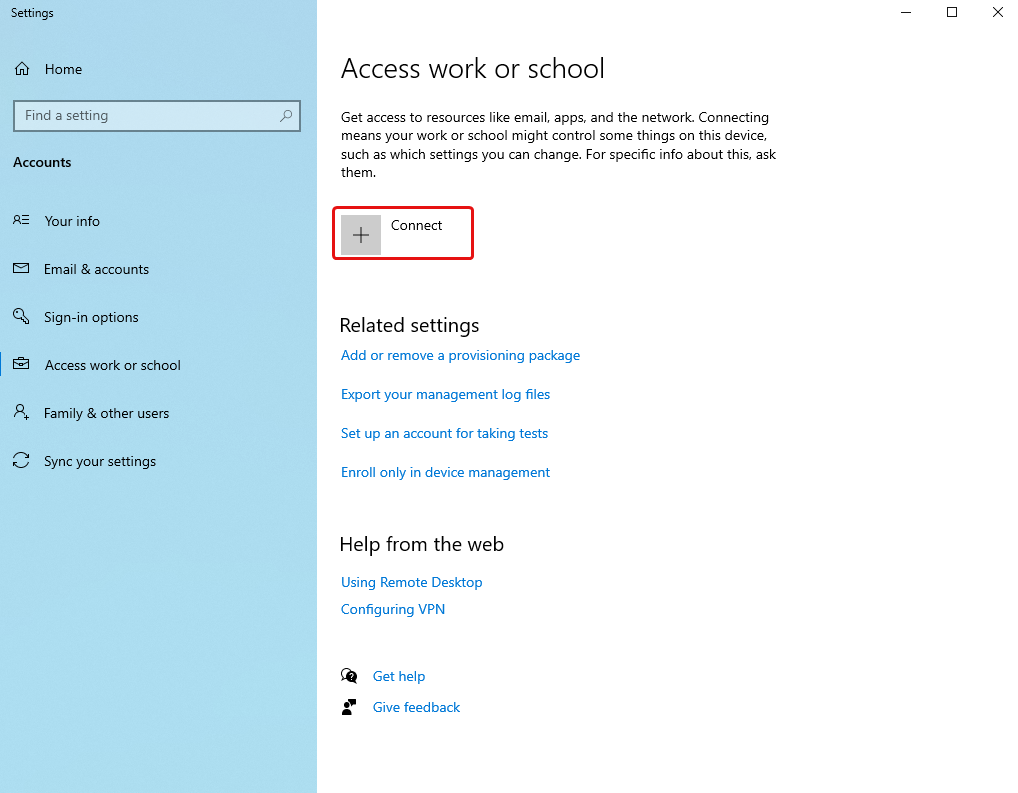 Settings
Home
Find a setting
Accounts
Your info
Email & accounts
Sign-in options
Access work or school
Family & other users
Sync your settings
Access work or school
Get access to resources like email, apps, and the network. Connecting
means your work or school might control some things on this device,
such as which settings you can change. For specific info about this, ask
them.
Connect
Related settings
Add or remove a provisioning package
Export your management log files
Set up an account for taking tests
Enroll only in device management
Help from the web
Using Remote Desktop
Configuring VPN
Get help
Give feedback